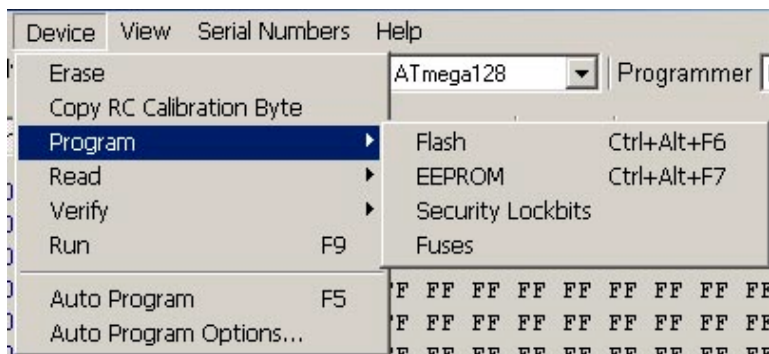 Device View Serial Numbers Help
Erase
ATmega128 Programmer
Copy RC Calibration Byte
Program
Flash Ctrl+Alt+F6
Read
EEPROM Ctrl+Alt+F7
Verify
Security Lockbits
Run F9
Fuses
Auto Program F5
FF FF FF FF FF FF FF
Auto Program Options...
FF FF FF FF FF FF FF